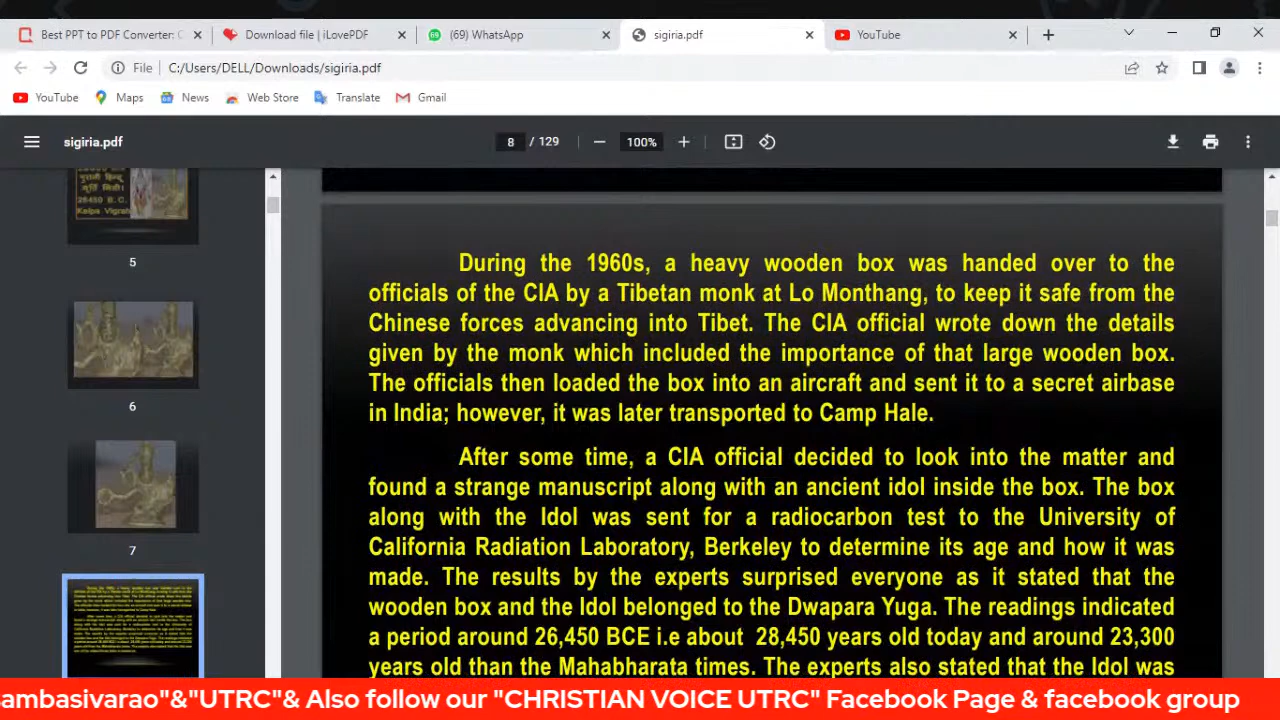 Best PPT to PDF Converter: C
Download file | iLovePDF
(69) WhatsApp
sigiria.pdf
YouTube
File
C:/Users/DELL/Downloads/sigiria.pdf
YouTube
Maps
News
Web Store
Translate
Gmail
sigiria.pdf
8 / 129
100%
पुरानी हिन्दू
मूर्ति मिली।
26450 B. C.
Kalpa Vigrah
5
6
7
During the 1960s, a heavy wooden box was handed over to the
officials of the CIA by a Tibetan monk at Lo Monthang, to keep it safe from the
Chinese forces advancing into Tibet. The CIA official wrote down the details
given by the monk which included the importance of that large wooden box.
The officials then loaded the box into an aircraft and sent it to a secret airbase
in India; however, it was later transported to Camp Hale.
After some time, a CIA official decided to look into the matter and
found a strange manuscript along with an ancient idol inside the box. The box
along with the Idol was sent for a radiocarbon test to the University of
California Radiation Laboratory, Berkeley to determine its age and how it was
made. The results by the experts surprised everyone as it stated that the
wooden box and the Idol belonged to the Dwapara Yuga. The readings indicated
a period around 26,450 BCE i.e about 28,450 years old today and around 23,300
years old than the Mahabharata times. The experts also stated that the Idol was
ambasivarao"&"UTRC"& Also follow our "CHRISTIAN VOICE UTRC" Facebook Page & facebook group